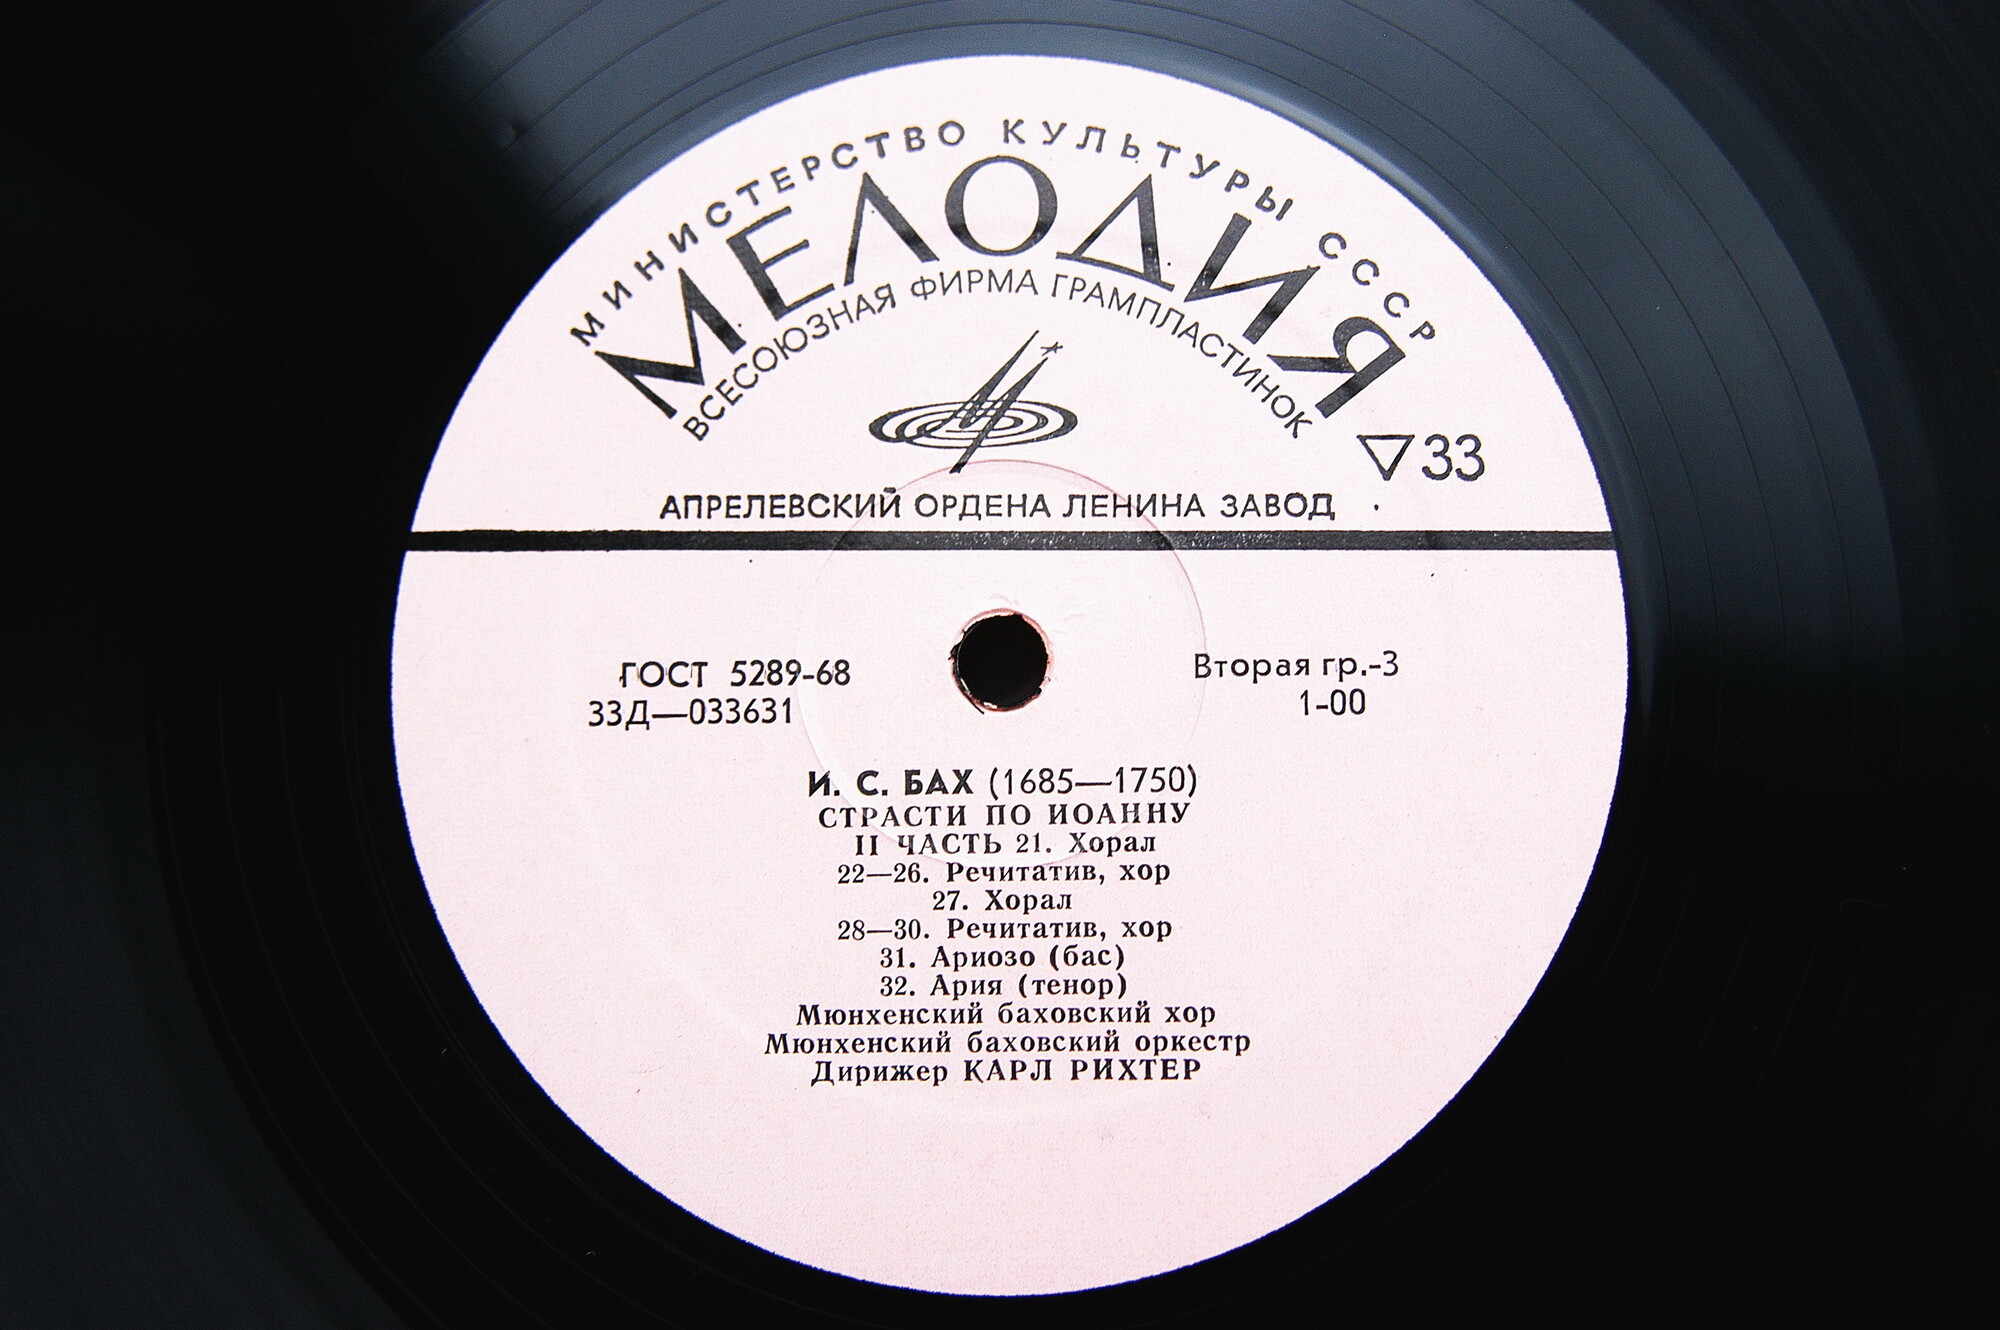 МИНИСТЕРСТВО КУЛЬТУРЫ СССР
МЕЛОДИЯ
ВСЕСОЮЗНАЯ ФИРМА ГРАМПЛАСТИНОК
▽33
АПРЕЛЕВСКИЙ ОРДЕНА ЛЕНИНА ЗАВОД
ГОСТ 5289-68
33Д—033631
Вторая гр.-3
1-00
И. С. БАХ (1685—1750)
СТРАСТИ ПО ИОАННУ
II ЧАСТЬ 21. Хорал
22—26. Речитатив, хор
27. Хорал
28—30. Речитатив, хор
31. Ариозо (бас)
32. Ария (тенор)
Мюнхенский баховский хор
Мюнхенский баховский оркестр
Дирижер КАРЛ РИХТЕР